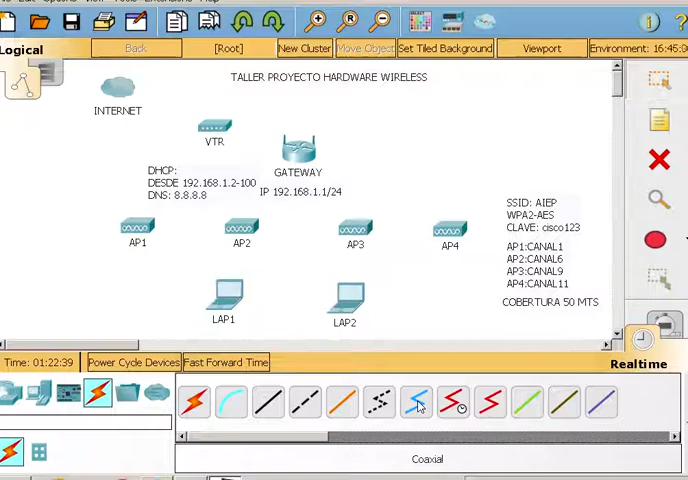 Logical
Back
[Root]
New Cluster
Move Object
Set Tiled Background
Viewport
Environment: 16:45:0
TALLER PROYECTO HARDWARE WIRELESS
INTERNET
VTR
GATEWAY
DHCP:
DESDE 192.168.1.2-100
DNS: 8.8.8.8
IP 192.168.1.1/24
SSID: AIEP
WPA2-AES
CLAVE: cisco123
AP1
AP2
AP3
AP4
AP1:CANAL1
AP2:CANAL6
AP3:CANAL9
AP4:CANAL11
COBERTURA 50 MTS
LAP1
LAP2
Time: 01:22:39
Power Cycle Devices
Fast Forward Time
Realtime
Coaxial